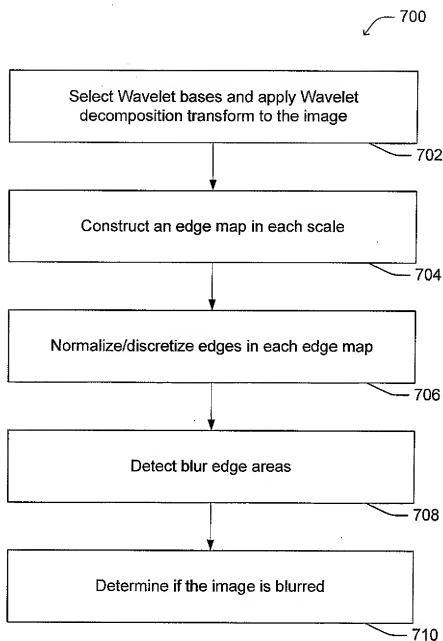 700
Select Wavelet bases and apply Wavelet
decomposition transform to the image
702
Construct an edge map in each scale
704
Normalize/discretize edges in each edge map
706
Detect blur edge areas
708
Determine if the image is blurred
710